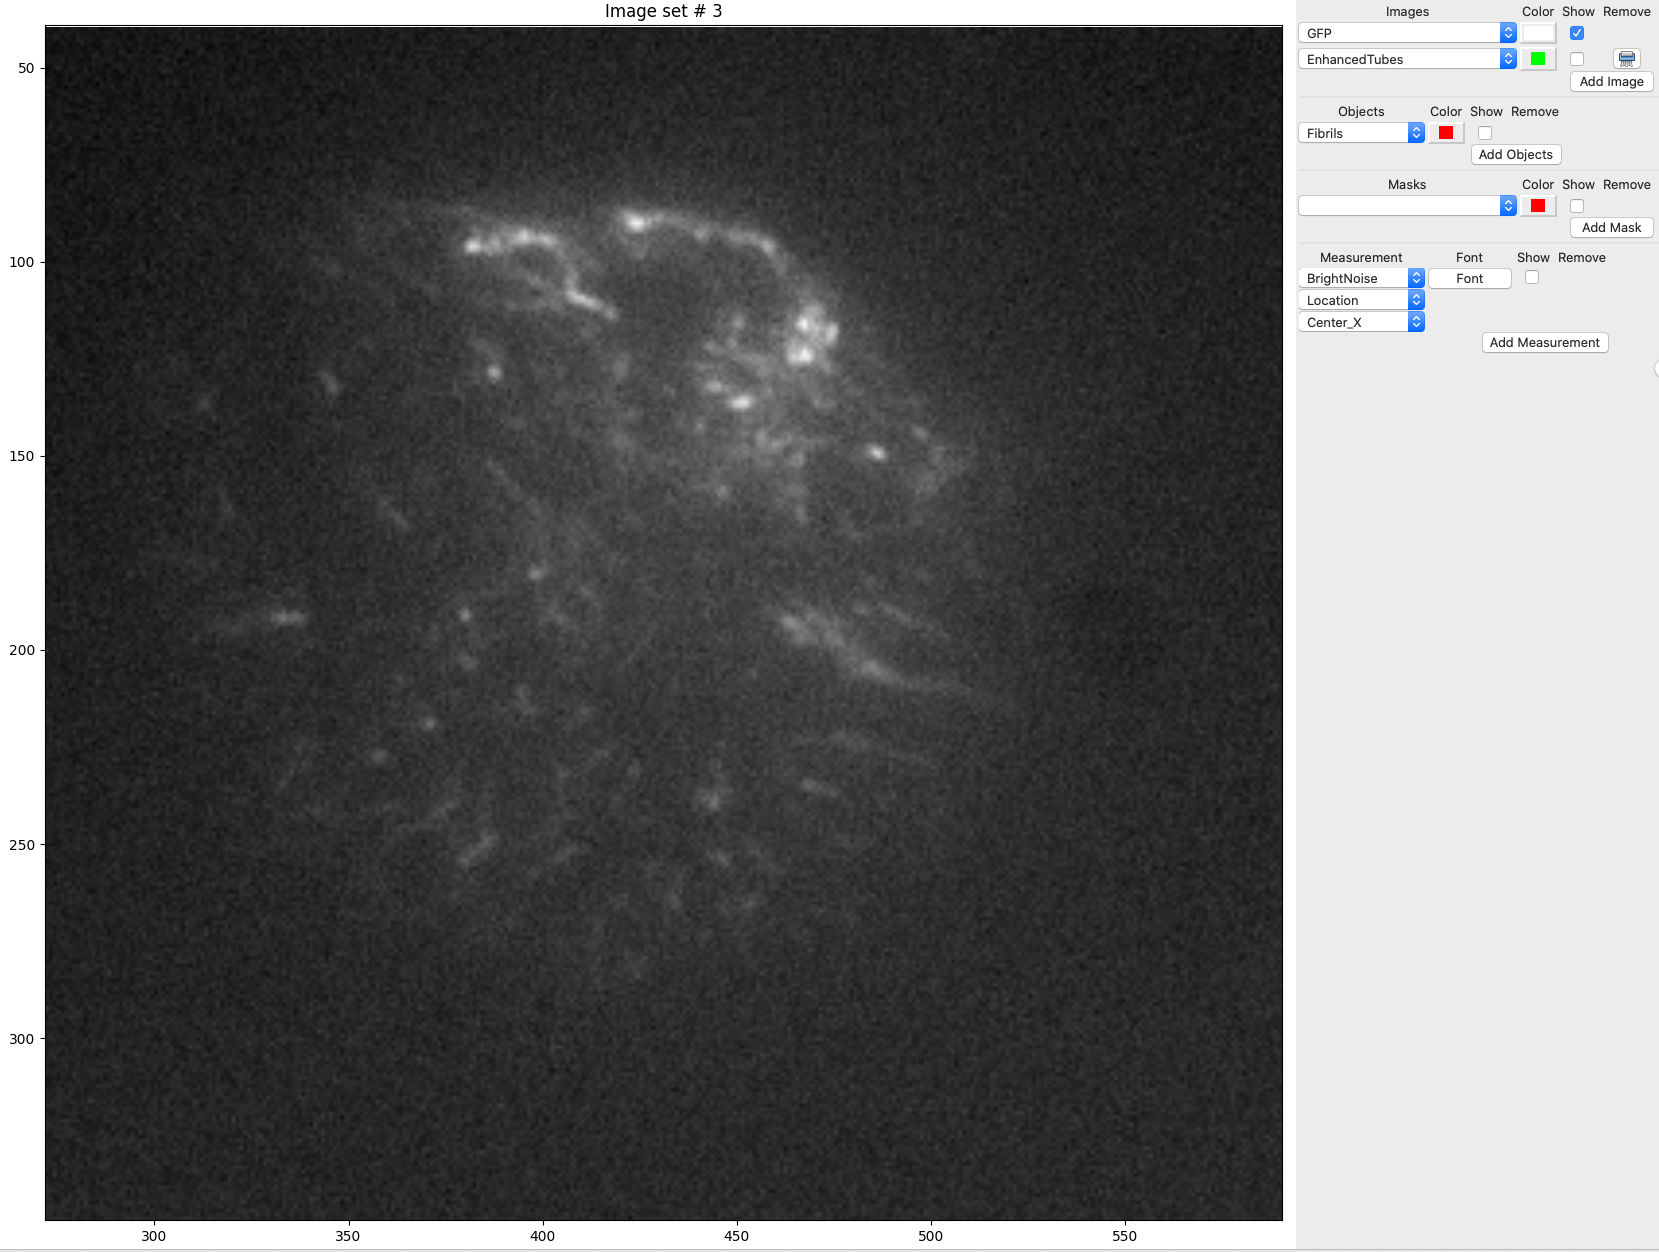 Image set # 3
50
100
150
200
250
300
300 350 400 450 500 550
Images Color Show Remove
GFP
EnhancedTubes
Add Image
Objects Color Show Remove
Fibrils
Add Objects
Masks Color Show Remove
Add Mask
Measurement Font Show Remove
BrightNoise Font
Location
Center_X
Add Measurement